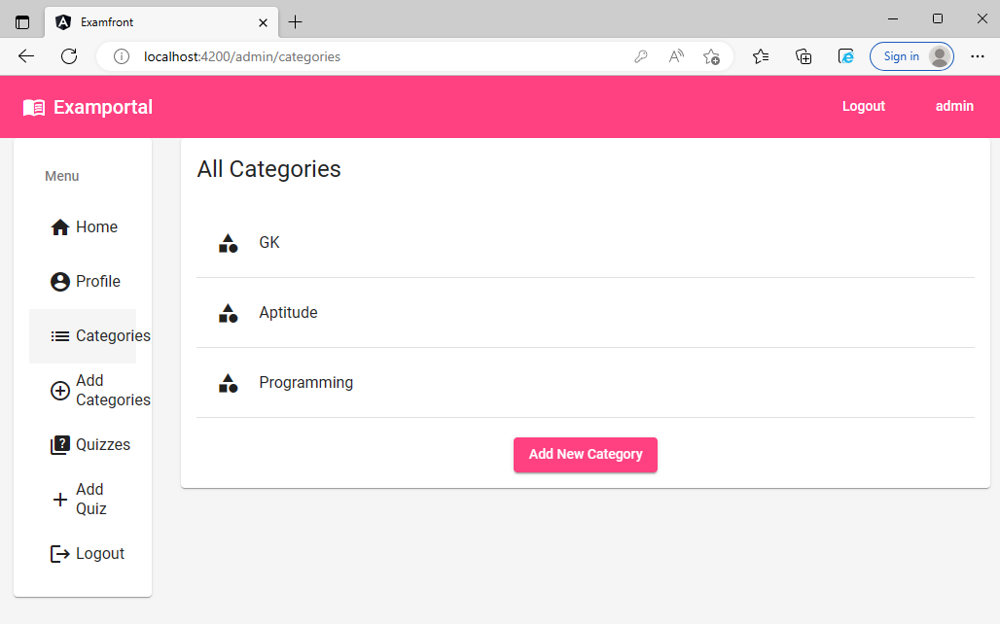 Examfront
localhost:4200/admin/categories
Sign in
Examportal
Logout
admin
Menu
Home
Profile
Categories
Add
Categories
Quizzes
Add
Quiz
Logout
All Categories
GK
Aptitude
Programming
Add New Category